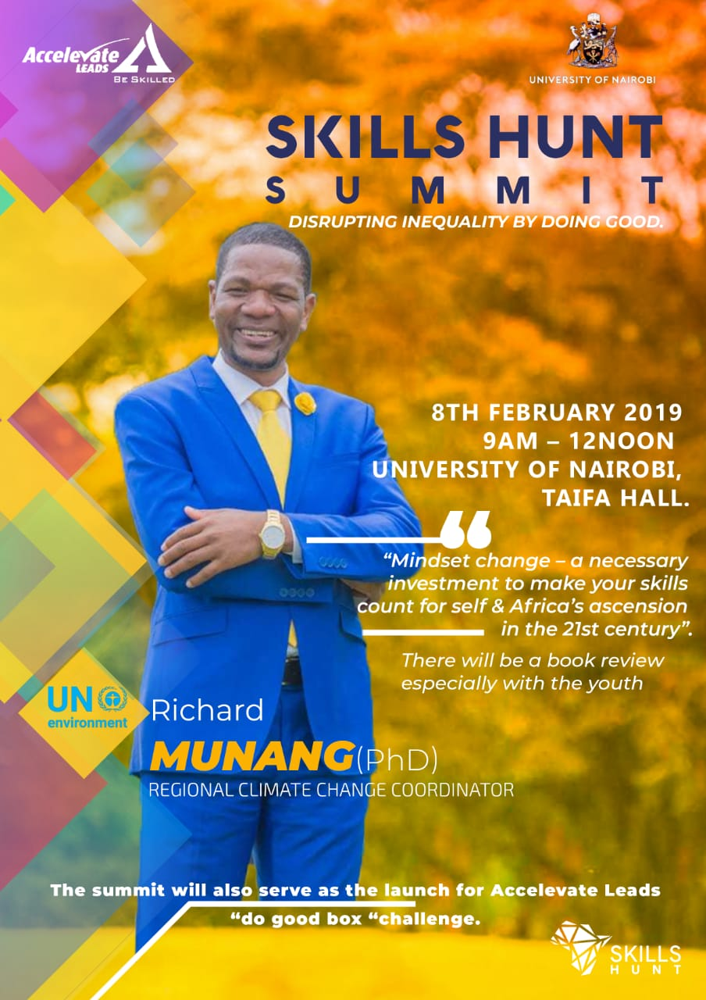 Accelevate
LEADS
BE SKILLED
UNIVERSITY OF NAIROBI
SKILLS HUNT
SUMMIT
DISRUPTING INEQUALITY BY DOING GOOD.
8TH FEBRUARY 2019
9AM – 12NOON
UNIVERSITY OF NAIROBI,
TAIFA HALL.
“
“Mindset change – a necessary
investment to make your skills
count for self & Africa’s ascension
in the 21st century”.
There will be a book review
especially with the youth
UN
environment
Richard
MUNANG(PhD)
REGIONAL CLIMATE CHANGE COORDINATOR
The summit will also serve as the launch for Accelevate Leads
“do good box “challenge.
SKILLS
HUNT